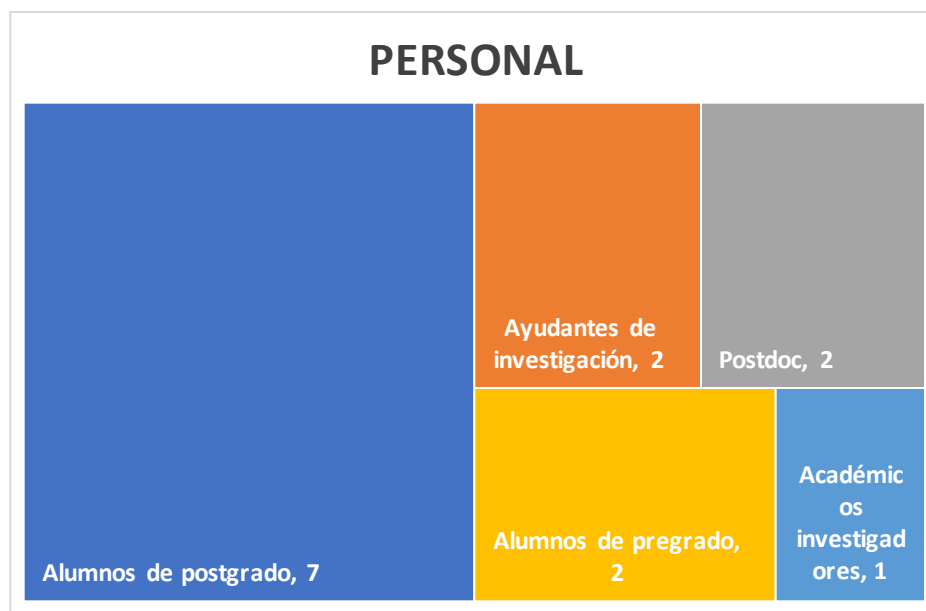 PERSONAL
Alumnos de postgrado, 7
Ayudantes de
investigación, 2
Postdoc, 2
Alumnos de pregrado,
2
Académic
os
investigad
ores, 1